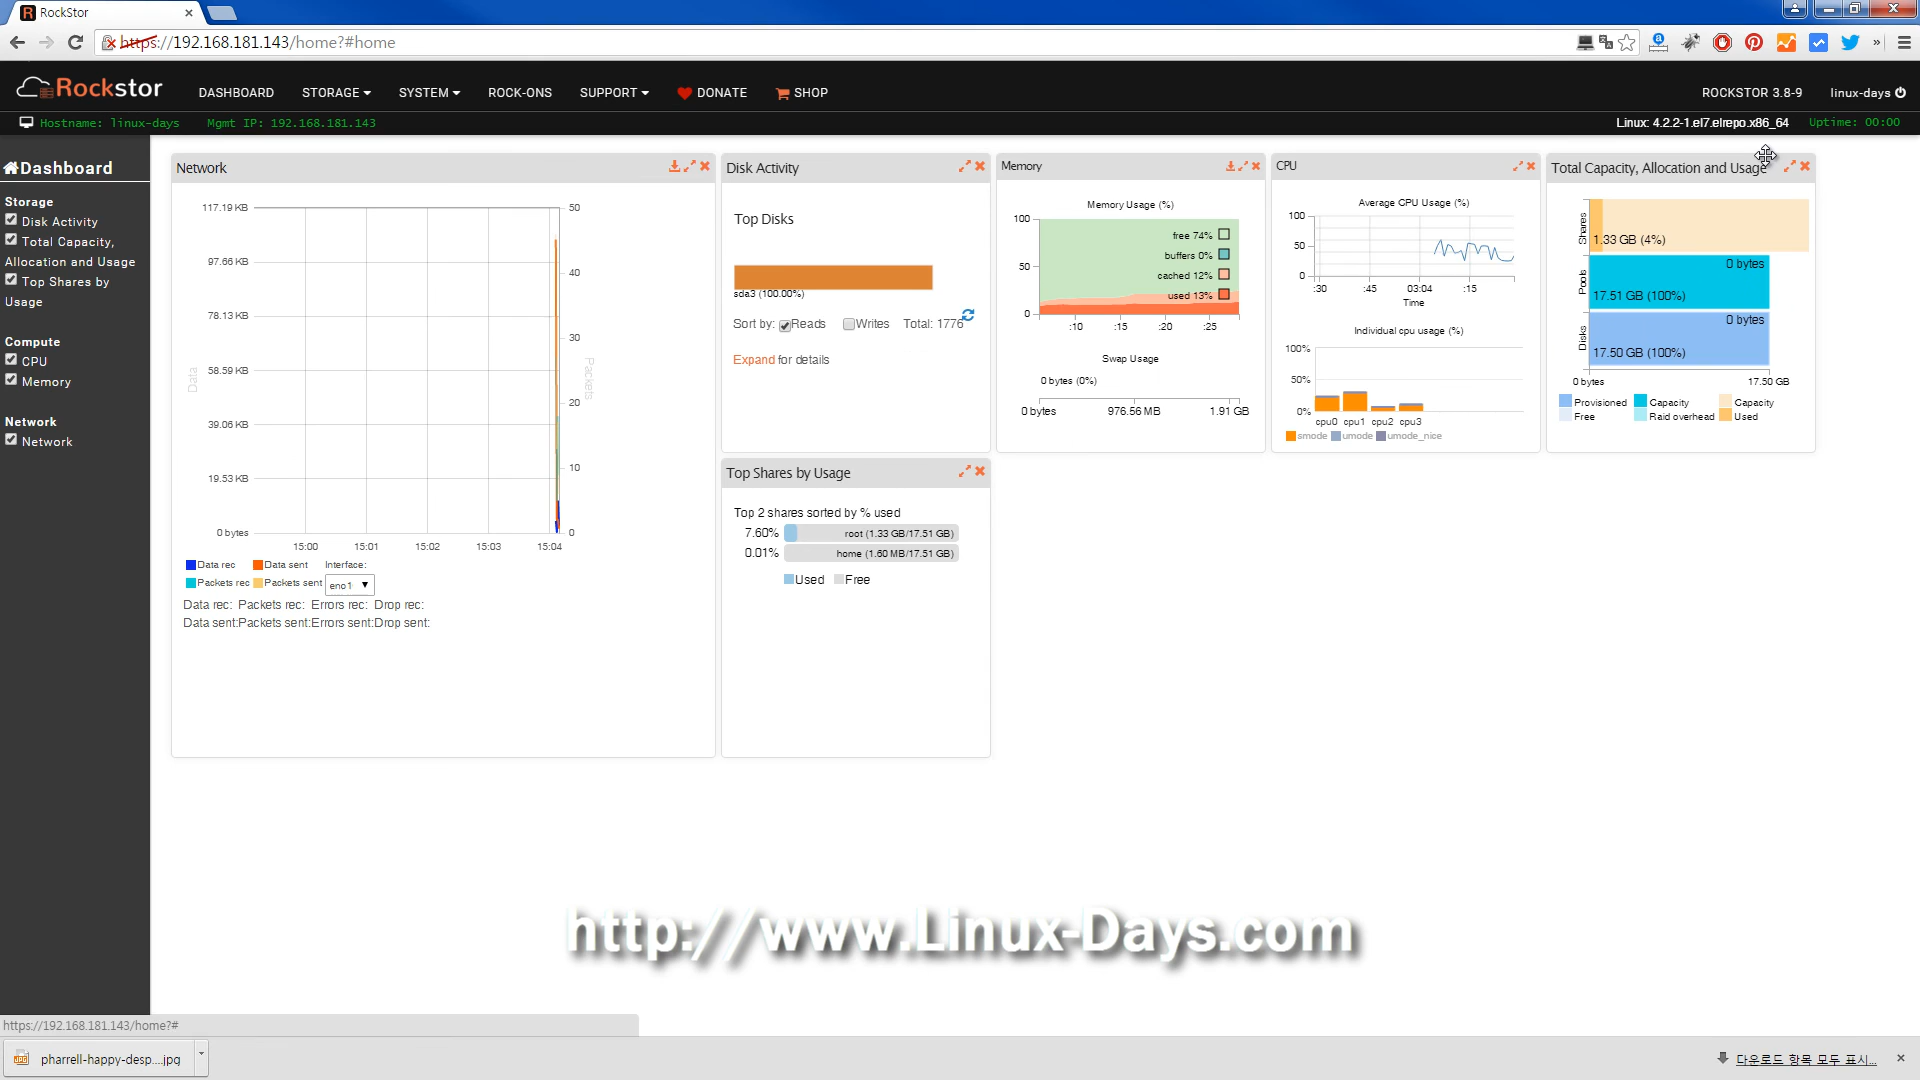 RockStor
https://192.168.181.143/home?#home
Rockstor
DASHBOARD STORAGE SYSTEM ROCK-ONS SUPPORT DONATE SHOP
ROCKSTOR 3.8-9 linux-days
Hostname: linux-days Mgmt IP: 192.168.181.143
Linux: 4.2.2-1.el7.elrepo.x86_64 Uptime: 00:00
Dashboard
Storage
Disk Activity
Total Capacity,
Allocation and Usage
Top Shares by
Usage
Compute
CPU
Memory
Network
Network
Network
117.19 KB
97.66 KB
78.13 KB
58.59 KB
39.06 KB
19.53 KB
0 bytes
Data
50
40
30
20
10
0
Packets
15:00 15:01 15:02 15:03 15:04
Data rec Data sent Interface:
Packets rec Packets sent eno1
Data rec: Packets rec: Errors rec: Drop rec:
Data sent:Packets sent:Errors sent:Drop sent:
Disk Activity
Top Disks
sda3 (100.00%)
Sort by: Reads Writes Total: 1776
Expand for details
Top Shares by Usage
Top 2 shares sorted by % used
7.60% root (1.33 GB/17.51 GB)
0.01% home (1.60 MB/17.51 GB)
Used Free
Memory
Memory Usage (%)
100
50
0
free 74%
buffers 0%
cached 12%
used 13%
:10 :15 :20 :25
Swap Usage
0 bytes (0%)
0 bytes 976.56 MB 1.91 GB
CPU
Average CPU Usage (%)
100
50
0
:30 :45 03:04 :15
Time
Individual cpu usage (%)
100%
50%
0%
cpu0 cpu1 cpu2 cpu3
smode umode umode_nice
Total Capacity, Allocation and Usage
Shares
1.33 GB (4%)
Pools
0 bytes
17.51 GB (100%)
Disks
0 bytes
17.50 GB (100%)
0 bytes 17.50 GB
Provisioned Capacity Capacity
Free Raid overhead Used
http://www.Linux-Days.com
https://192.168.181.143/home?#
pharrell-happy-desp....jpg
다운로드 항목 모두 표시...